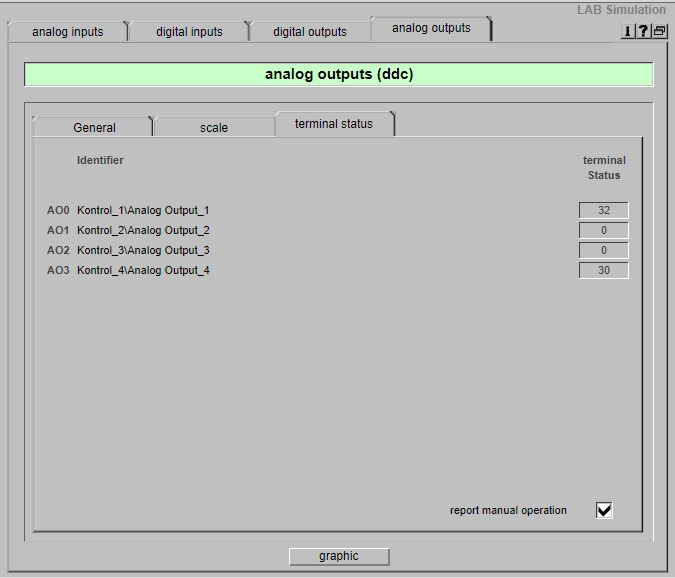 LAB Simulation
analog inputs
digital inputs
digital outputs
analog outputs
i ?
analog outputs (ddc)
General
scale
terminal status
Identifier
terminal
Status
AO0 Kontrol_1\Analog Output_1 32
AO1 Kontrol_2\Analog Output_2 0
AO2 Kontrol_3\Analog Output_3 0
AO3 Kontrol_4\Analog Output_4 30
report manual operation
graphic